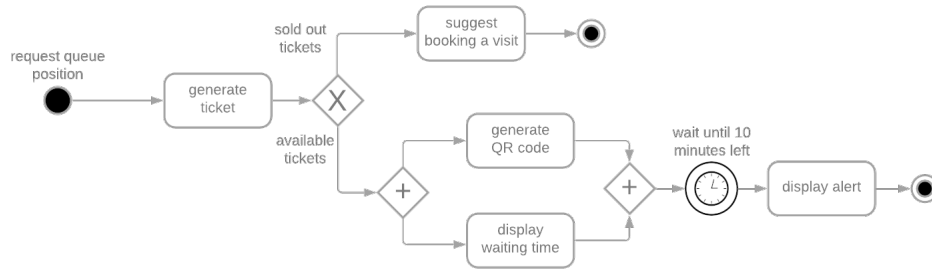 request queue
position
generate
ticket
sold out
tickets
X
available
tickets
suggest
booking a visit
+
generate
QR code
display
waiting time
+
wait until 10
minutes left
display alert